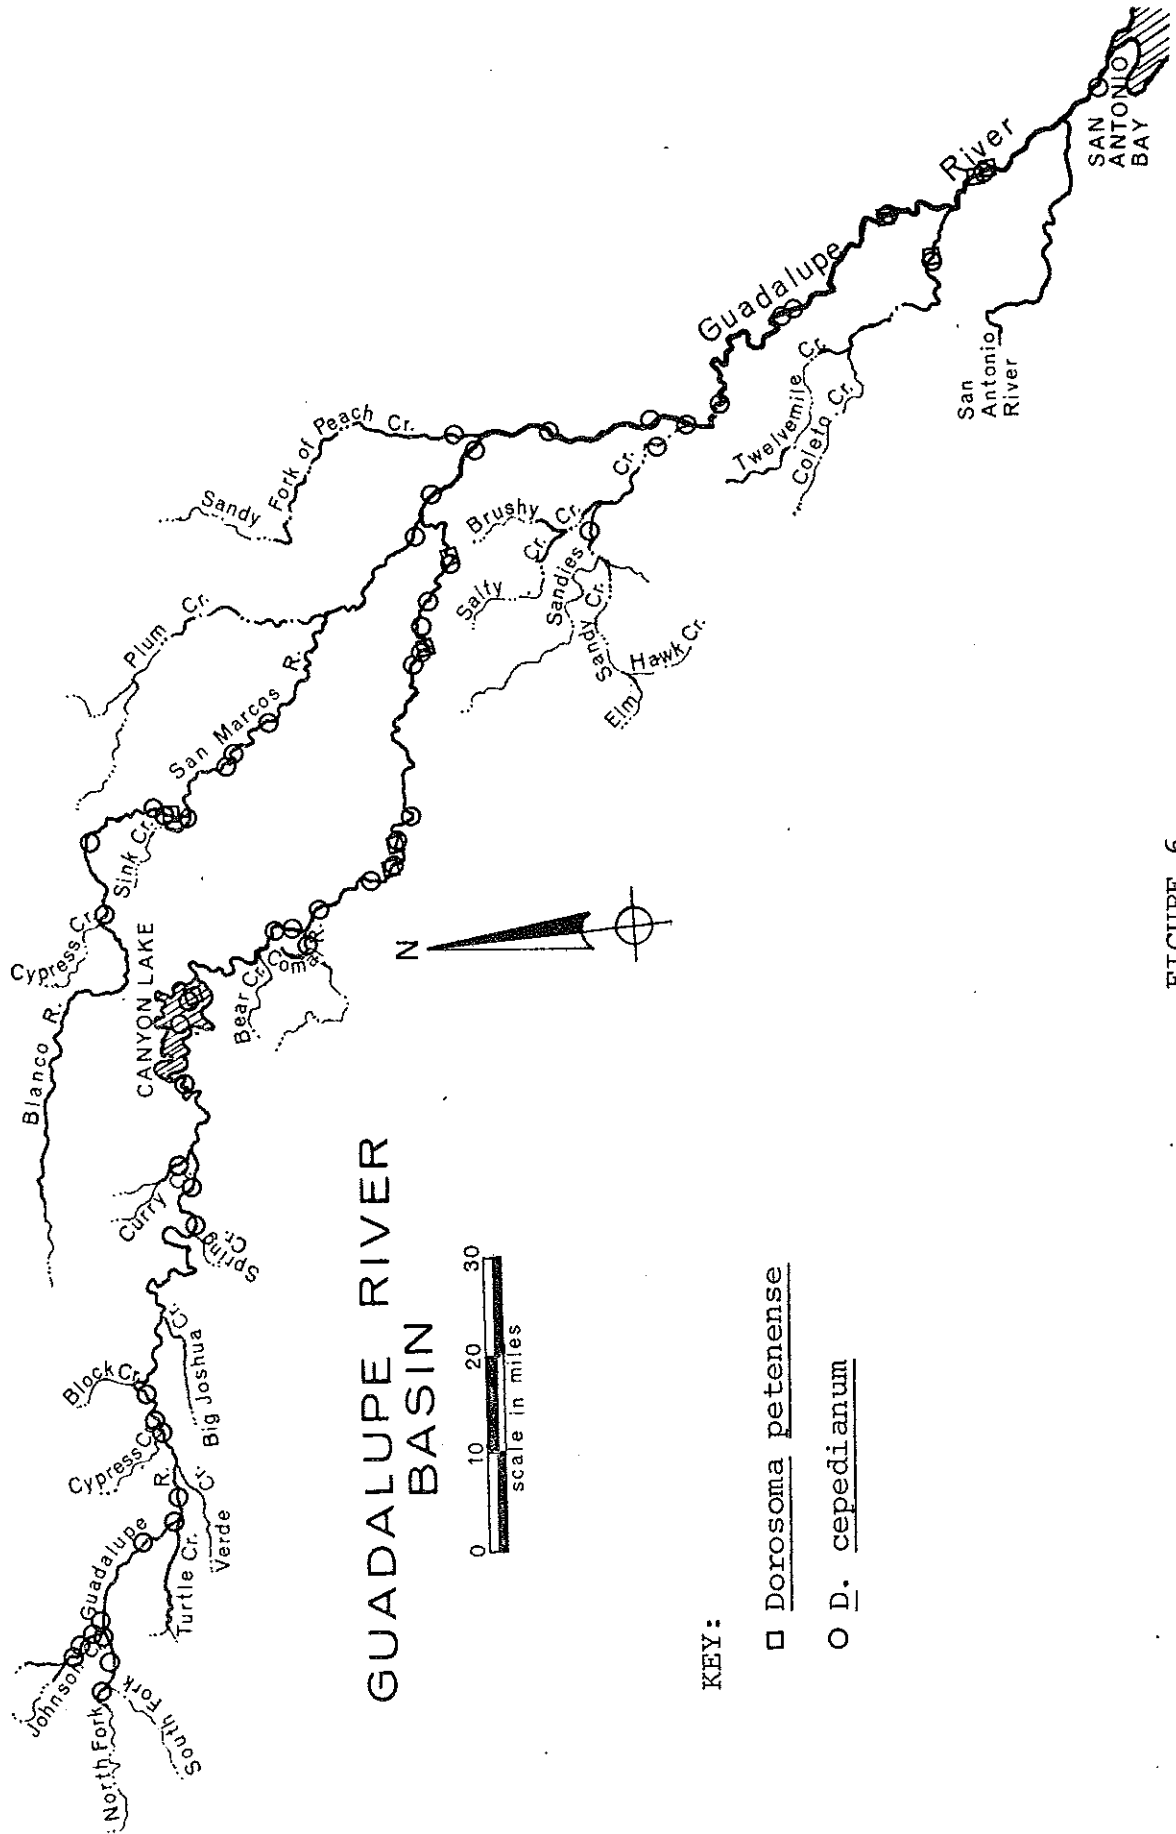 GUADALUPE RIVER
BASIN
0 10 20 30
scale in miles
N
KEY:
Dorosoma petenense
D. cepedianum
FIGURE 6
North Fork
South Fork
Johnson Cr.
Guadalupe R.
Turtle Cr.
Verde Cr.
Cypress Cr.
Block Cr.
Big Joshua Cr.
Spring Cr.
Curry Cr.
CANYON LAKE
Blanco R.
Cypress Cr.
Sink Cr.
Bear Cr.
Comal R.
San Marcos R.
Plum Cr.
Sandy
Fork of Peach Cr.
Brushy Cr.
Salty Cr.
Sandies Cr.
Sandy Cr.
Elm
Hawk Cr.
Guadalupe River
Twelvemile Cr.
Coleto Cr.
San
Antonio
River
SAN
ANTONIO
BAY